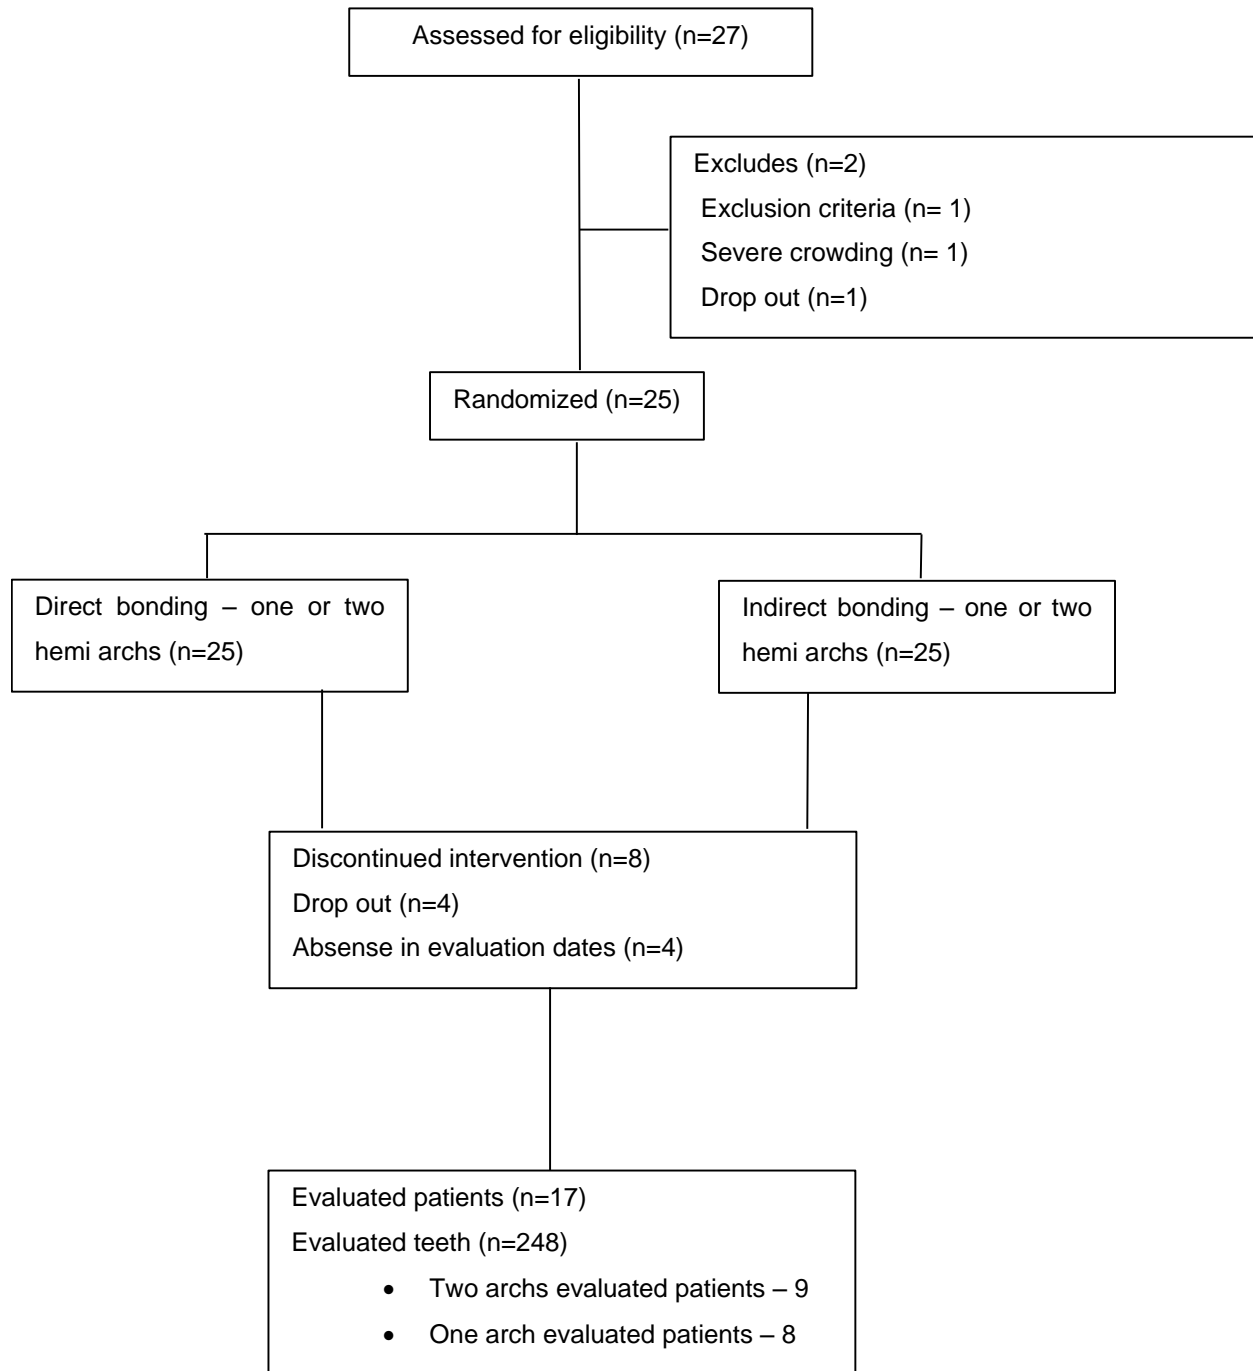 Assessed for eligibility (n=27)
Excludes (n=2)
Exclusion criteria (n= 1)
Severe crowding (n= 1)
Drop out (n=1)
Randomized (n=25)
Direct bonding – one or two
hemi archs (n=25)
Indirect bonding – one or two
hemi archs (n=25)
Discontinued intervention (n=8)
Drop out (n=4)
Absense in evaluation dates (n=4)
Evaluated patients (n=17)
Evaluated teeth (n=248)
• Two archs evaluated patients – 9
• One arch evaluated patients – 8